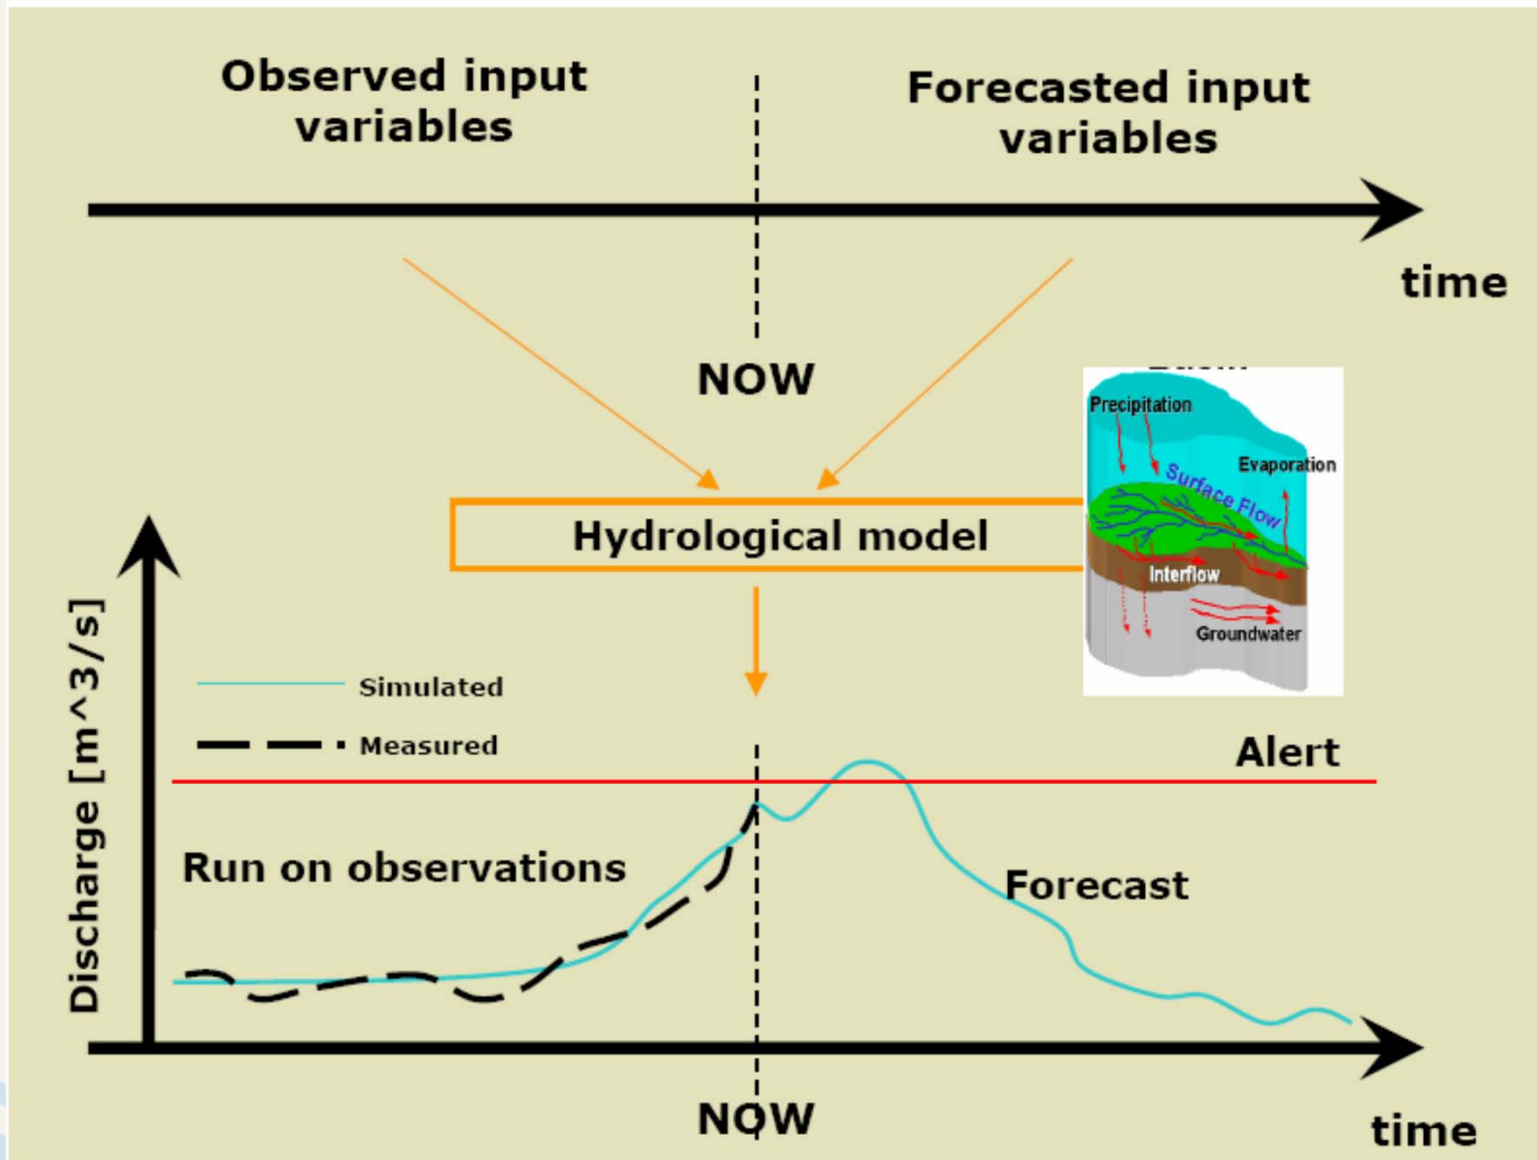 Observed input
variables
Forecasted input
variables
time
NOW
Precipitation
Evaporation
Surface Flow
Interflow
Groundwater
Hydrological model
Discharge [m^3/s]
Simulated
Measured
Alert
Run on observations
Forecast
NOW
time